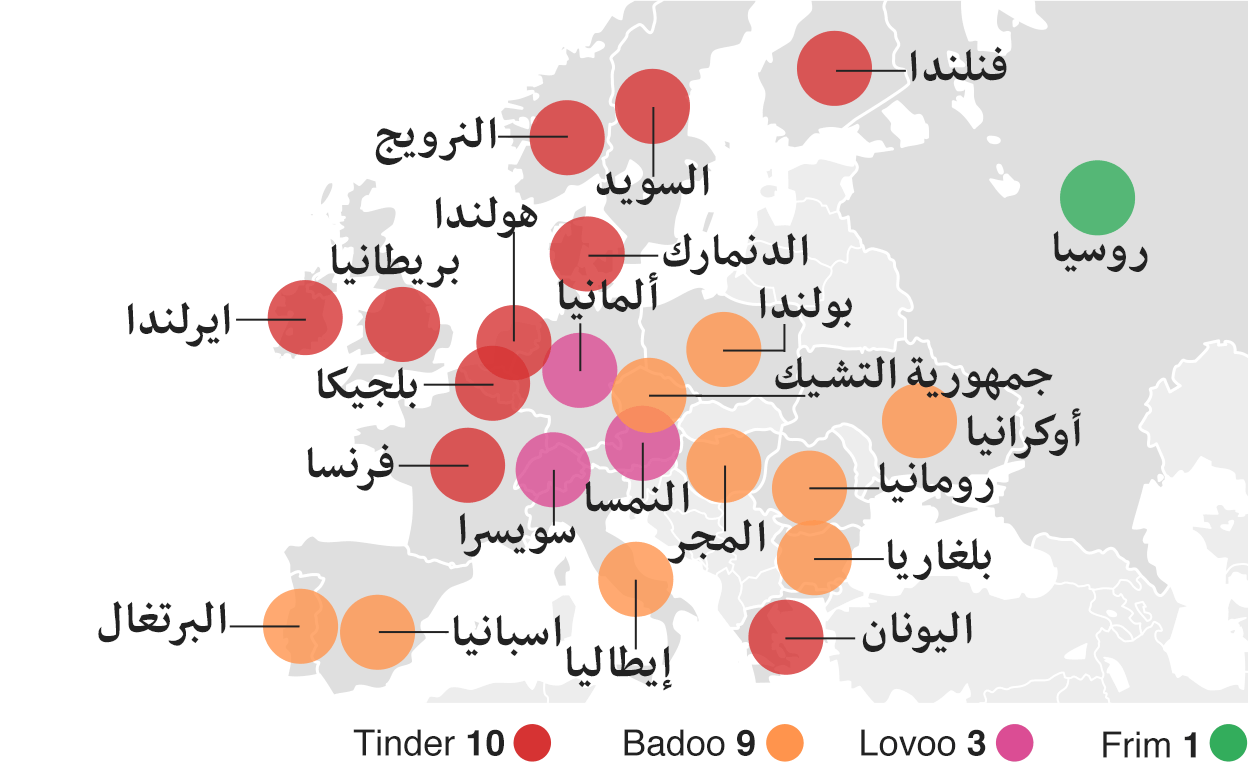 فنلندا
النرويج
السويد
روسيا
هولندا
الدنمارك
بريطانيا
ألمانيا
بولندا
ايرلندا
جمهورية التشيك
بلجيكا
أوكرانيا
فرنسا
رومانيا
النمسا
سويسرا
المجر
بلغاريا
البرتغال
اسبانيا
اليونان
إيطاليا
Tinder 10
Badoo 9
Lovoo 3
Frim 1